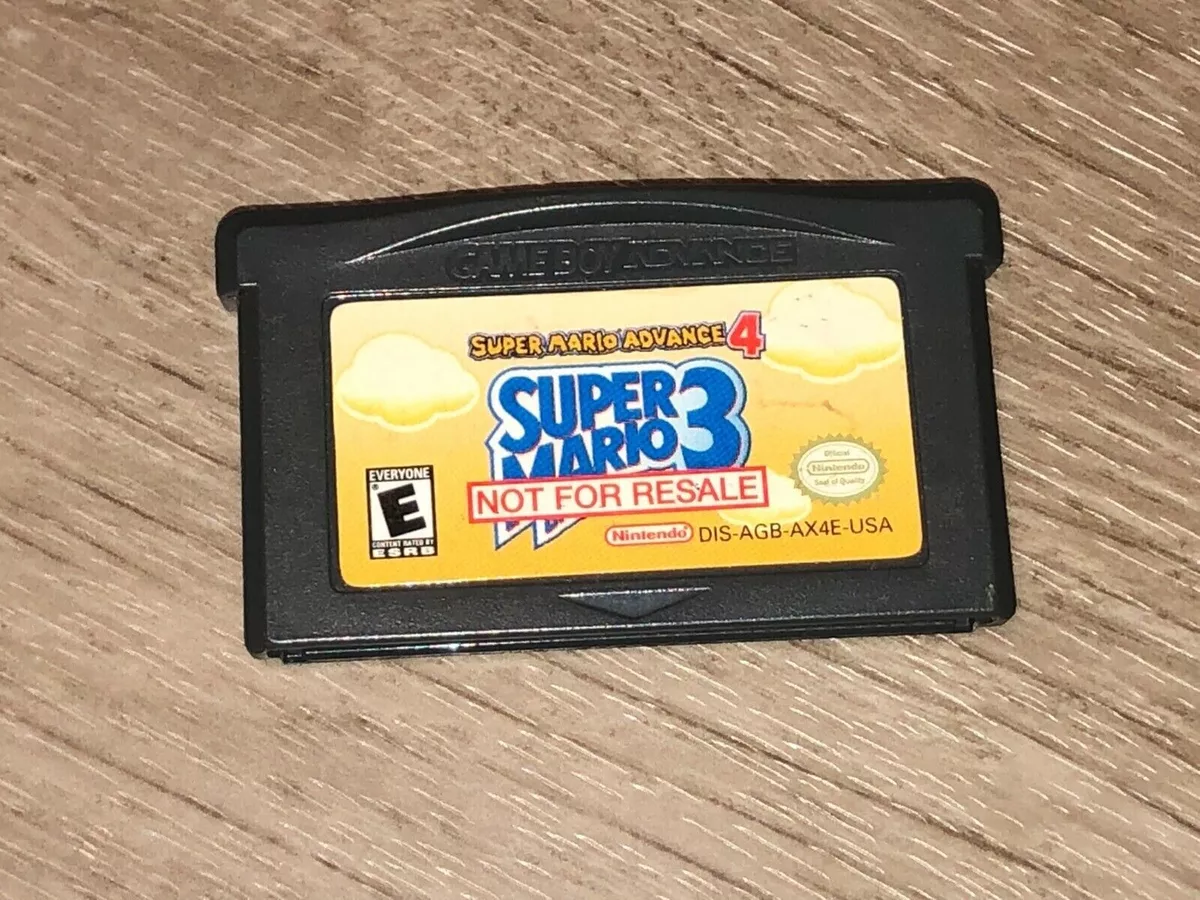 GAME BOY ADVANCE
SUPER MARIO ADVANCE 4
SUPER
MARIO 3
NOT FOR RESALE
EVERYONE
E
CONTENT RATED BY
ESRB
Official
Nintendo
Seal of Quality
Nintendo DIS-AGB-AX4E-USA